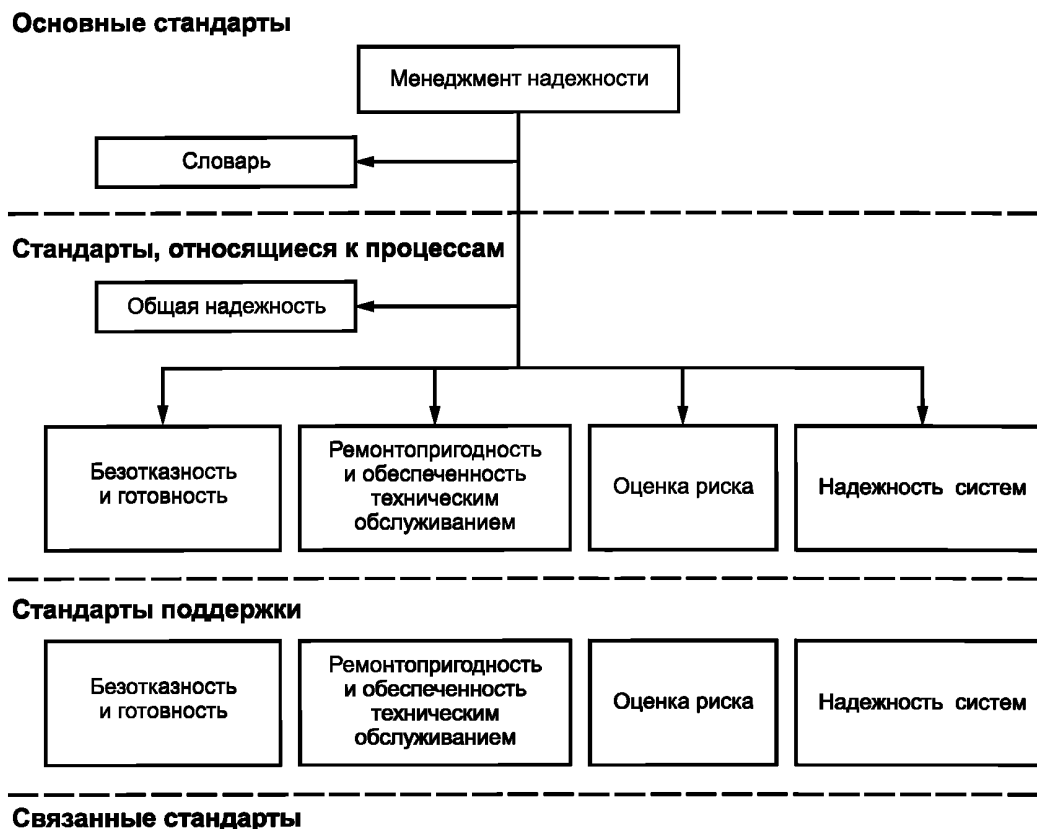 Основные стандарты
Менеджмент надежности
Словарь
Стандарты, относящиеся к процессам
Общая надежность
Безотказность
и готовность
Ремонтопригодность
и обеспеченность
техническим
обслуживанием
Оценка риска
Надежность систем
Стандарты поддержки
Безотказность
и готовность
Ремонтопригодность
и обеспеченность
техническим
обслуживанием
Оценка риска
Надежность систем
Связанные стандарты